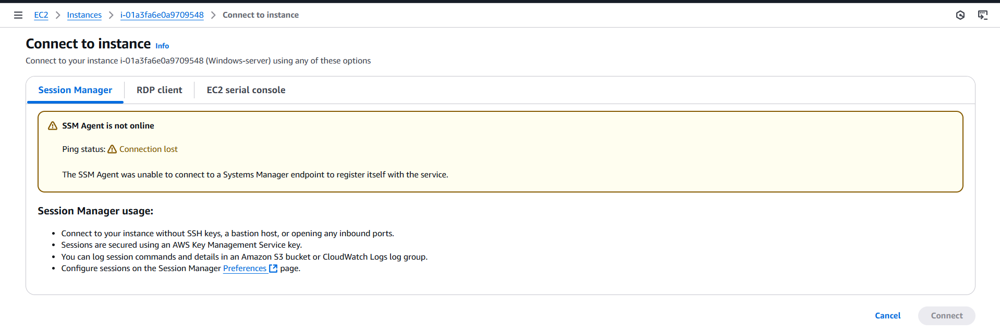 EC2 > Instances > i-01a3fa6e0a9709548 > Connect to instance
Connect to instance Info
Connect to your instance i-01a3fa6e0a9709548 (Windows-server) using any of these options
Session Manager RDP client EC2 serial console
SSM Agent is not online
Ping status: Connection lost
The SSM Agent was unable to connect to a Systems Manager endpoint to register itself with the service.
Session Manager usage:
• Connect to your instance without SSH keys, a bastion host, or opening any inbound ports.
• Sessions are secured using an AWS Key Management Service key.
• You can log session commands and details in an Amazon S3 bucket or CloudWatch Logs log group.
• Configure sessions on the Session Manager Preferences page.
Cancel Connect